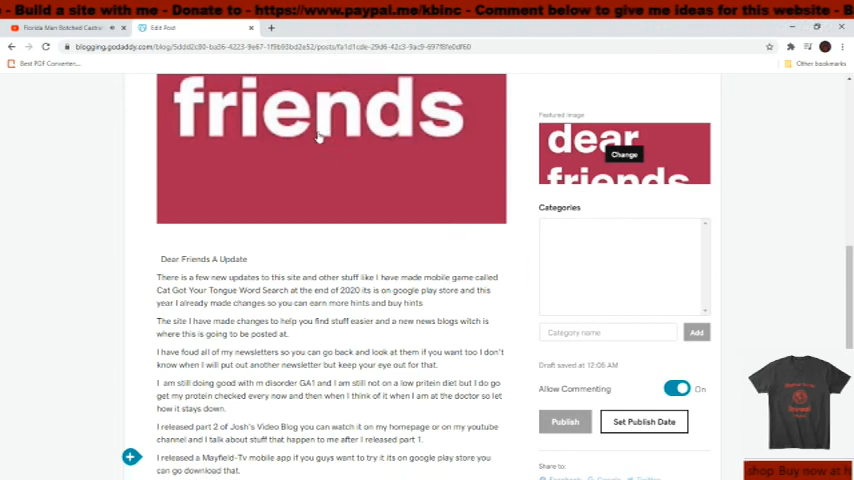 e - Build a site with me - Donate to - https://www.paypal.me/kbinc - Comment below to give me ideas for this website - B
Florida Man Botched Castra
Edit Post
blogging.godaddy.com/blog/
Best PDF Converter...
Other bookmarks
friends
Featured image
dear
friends
Change
Categories
Category name
Add
Draft saved at 12:05 AM
Allow Commenting
On
Publish
Set Publish Date
Share to:
Facebook
Google
Twitter
Dear Friends A Update
There is a few new updates to this site and other stuff like I have made mobile game called
Cat Got Your Tongue Word Search at the end of 2020 its is on google play store and this
year I already made changes so you can earn more hints and buy hints
The site I have made changes to help you find stuff easier and a new news blogs witch is
where this is going to be posted at.
I have foud all of my newsletters so you can go back and look at them if you want too I don't
know when I will put out another newsletter but keep your eye out for that.
I am still doing good with m disorder GA1 and I am still not on a low pritein diet but I do go
get my protein checked every now and then when I think of it when I am at the doctor so let
how it stays down.
I released part 2 of Josh's Video Blog you can watch it on my homepage or on my youtube
channel and I talk about stuff that happen to me after I released part 1.
I released a Mayfield-Tv mobile app if you guys want to try it its on google play store you
can go download that.
shop Buy now at h